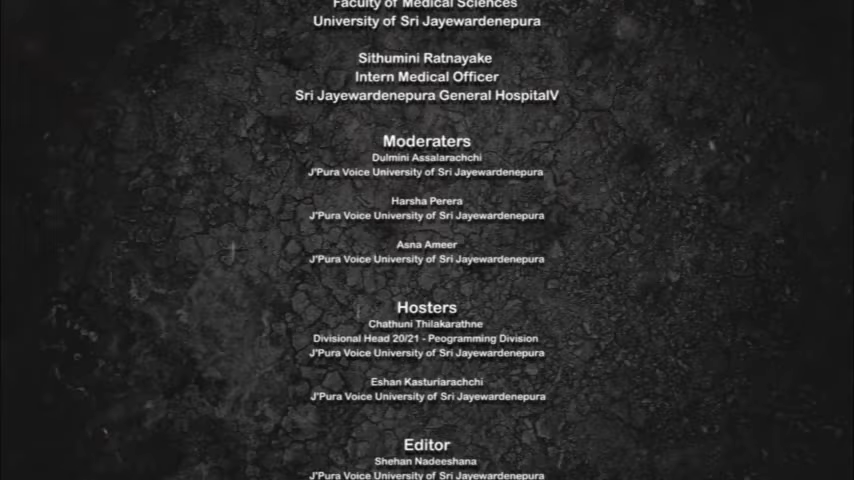 Faculty of Medical Sciences
University of Sri Jayewardenepura
Sithumini Ratnayake
Intern Medical Officer
Sri Jayewardenepura General HospitalV
Moderaters
Dulmini Assalarachchi
J'Pura Voice University of Sri Jayewardenepura
Harsha Perera
J'Pura Voice University of Sri Jayewardenepura
Asna Ameer
J'Pura Voice University of Sri Jayewardenepura
Hosters
Chathuni Thilakarathne
Divisional Head 20/21 - Peogramming Division
J'Pura Voice University of Sri Jayewardenepura
Eshan Kasturiarachchi
J'Pura Voice University of Sri Jayewardenepura
Editor
Shehan Nadeeshana
J'Pura Voice University of Sri Jayewardenepura